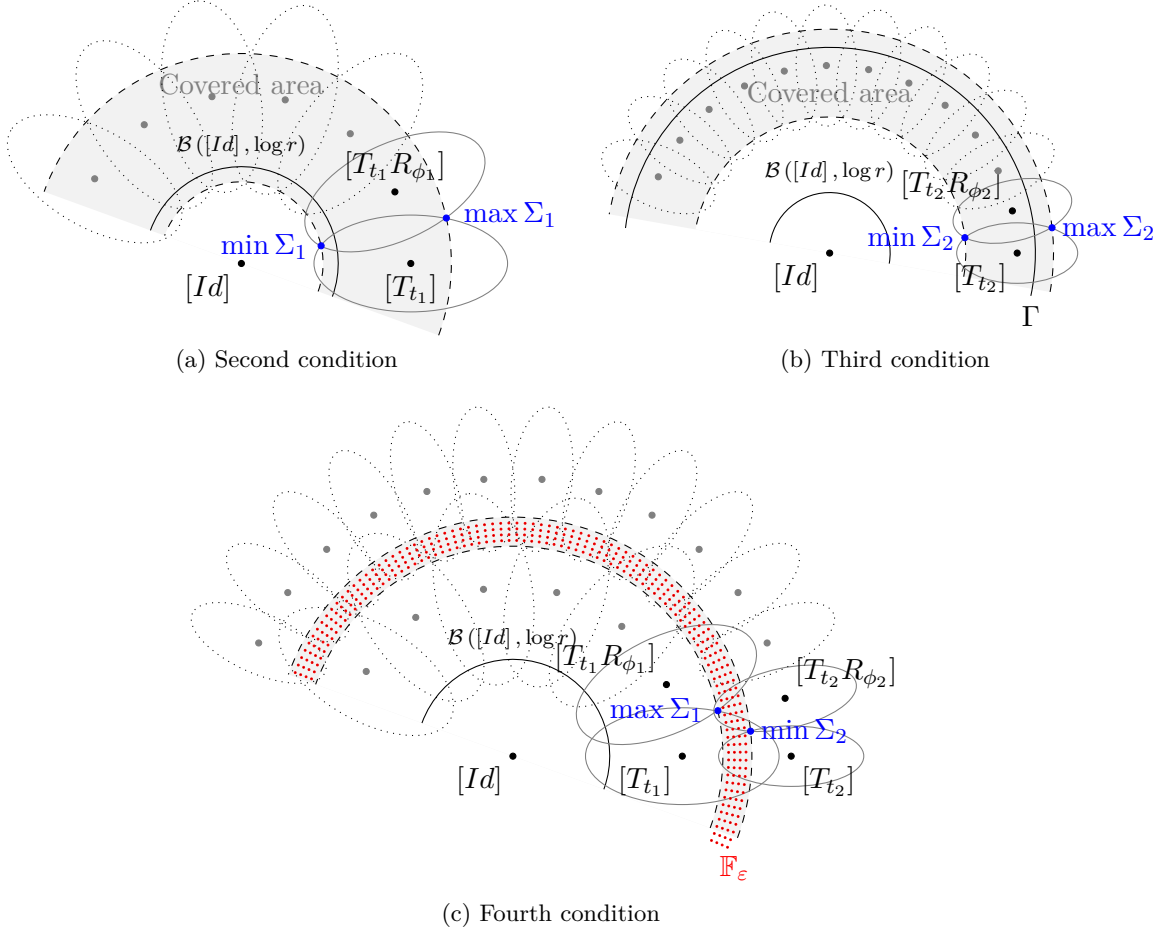 Covered area
B([Id], log r)
[T_{t_1} R_{ϕ_1}]
max Σ_1
min Σ_1
[Id]
[T_{t_1}]
(a) Second condition
Covered area
B([Id], log r)
[T_{t_2} R_{ϕ_2}]
min Σ_2
max Σ_2
[Id]
[T_{t_2}]
Γ
(b) Third condition
B([Id], log r)
[T_{t_1} R_{ϕ_1}]
[T_{t_2} R_{ϕ_2}]
max Σ_1
min Σ_2
[Id]
[T_{t_1}]
[T_{t_2}]
𝔽_ε
(c) Fourth condition